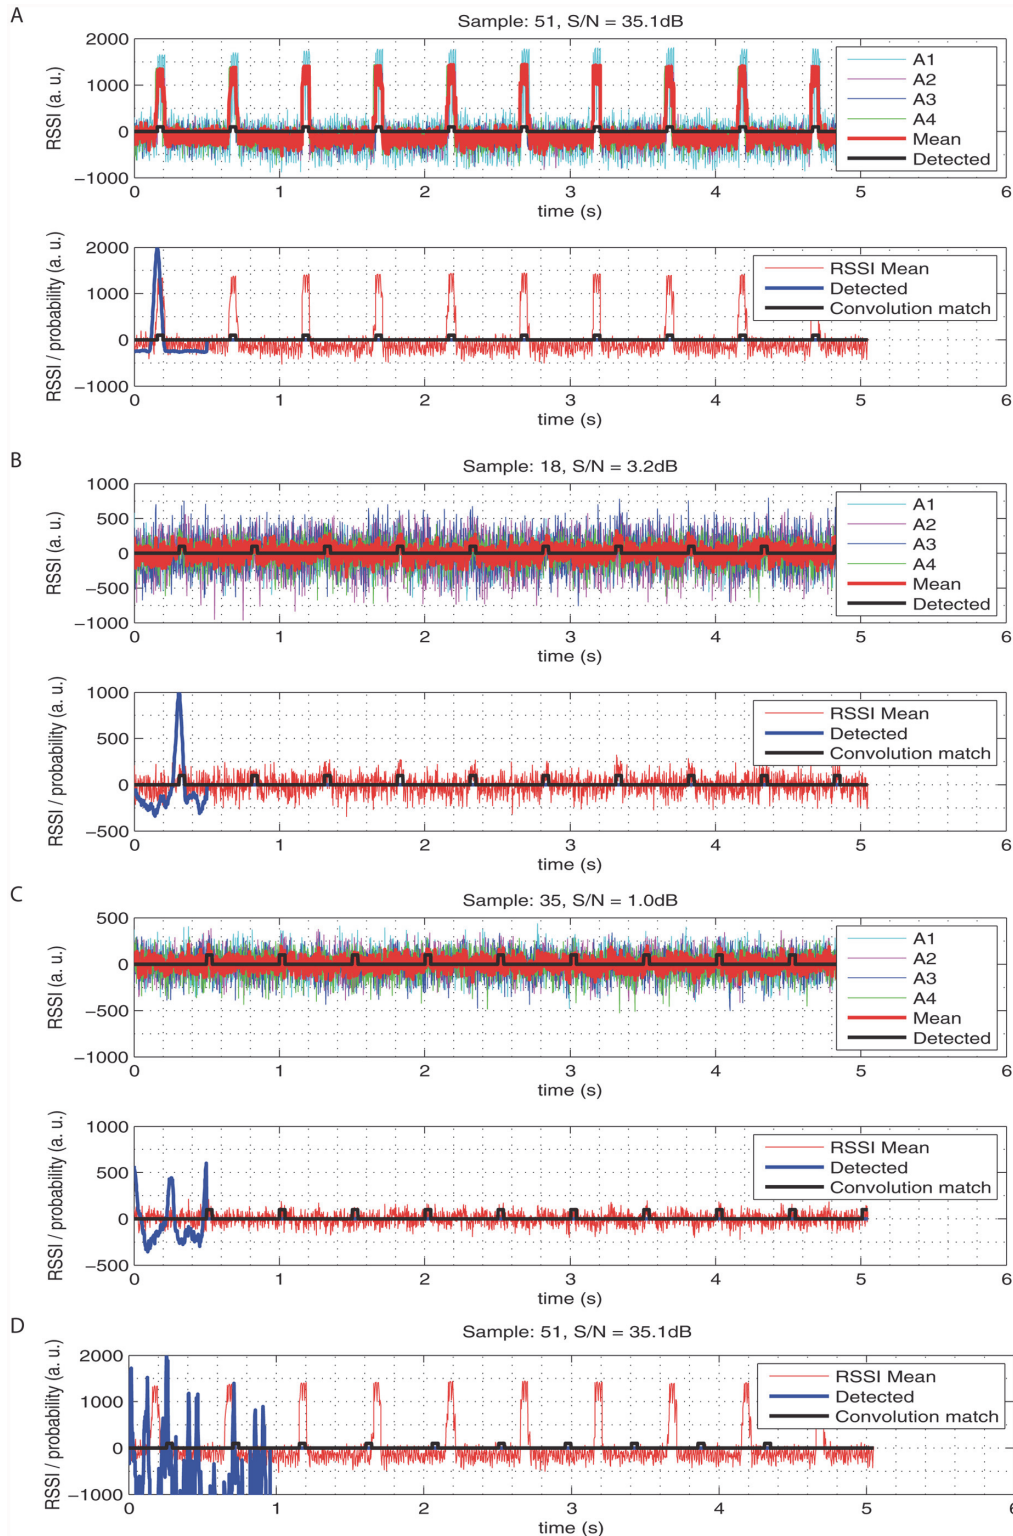 A
Sample: 51, S/N = 35.1dB
RSSI (a. u.)
2000
1000
0
−1000
A1
A2
A3
A4
Mean
Detected
0 1 2 3 4 5 6
time (s)
RSSI / probability (a. u.)
2000
1000
0
−1000
RSSI Mean
Detected
Convolution match
0 1 2 3 4 5 6
time (s)
B
Sample: 18, S/N = 3.2dB
RSSI (a. u.)
1000
500
0
−500
−1000
A1
A2
A3
A4
Mean
Detected
0 1 2 3 4 5 6
time (s)
RSSI / probability (a. u.)
1000
500
0
−500
RSSI Mean
Detected
Convolution match
0 1 2 3 4 5 6
time (s)
C
Sample: 35, S/N = 1.0dB
RSSI (a. u.)
500
0
−500
−1000
A1
A2
A3
A4
Mean
Detected
0 1 2 3 4 5 6
time (s)
RSSI / probability (a. u.)
1000
500
0
−500
RSSI Mean
Detected
Convolution match
0 1 2 3 4 5 6
time (s)
D
Sample: 51, S/N = 35.1dB
RSSI / probability (a. u.)
2000
1000
0
−1000
RSSI Mean
Detected
Convolution match
0 1 2 3 4 5 6
time (s)